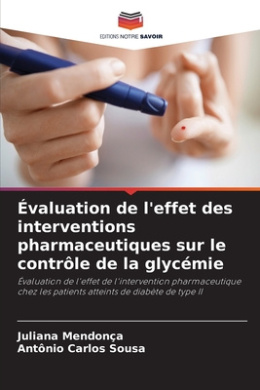 EDITIONS NOTRE SAVOIR
Évaluation de l'effet des
interventions
pharmaceutiques sur le
contrôle de la glycémie
Évaluation de l'effet de l'intervention pharmaceutique
chez les patients atteints de diabète de type II
Juliana Mendonça
Antônio Carlos Sousa